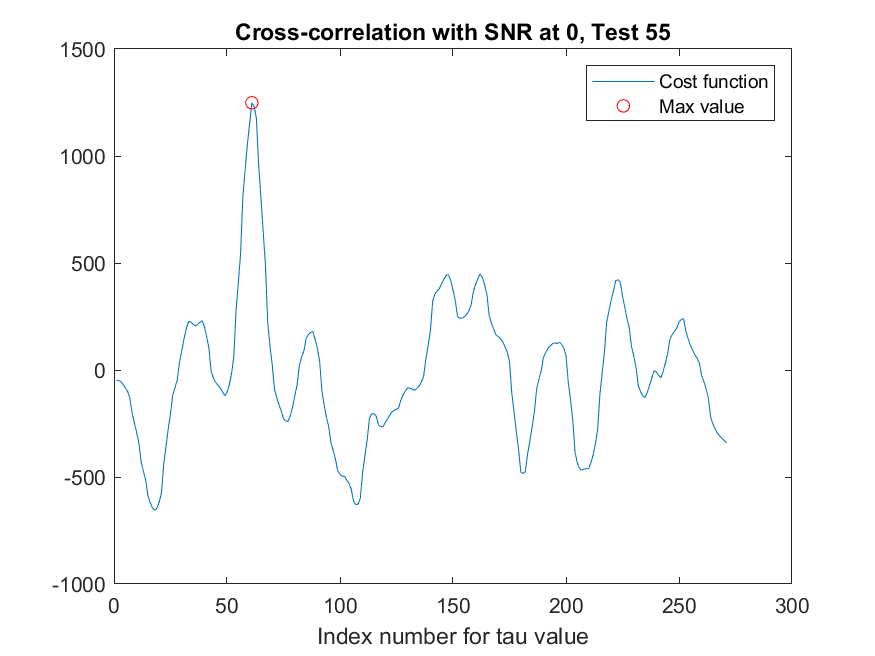 Cross-correlation with SNR at 0, Test 55
1500
1000
500
0
-500
-1000
0 50 100 150 200 250 300
Index number for tau value
Cost function
Max value